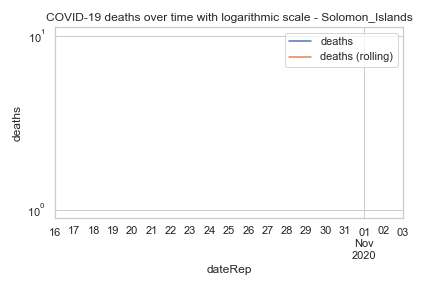 COVID-19 deaths over time with logarithmic scale - Solomon_Islands
deaths
deaths (rolling)
10¹
10⁰
deaths
16 17 18 19 20 21 22 23 24 25 26 27 28 29 30 31 01 02 03
Nov
2020
dateRep